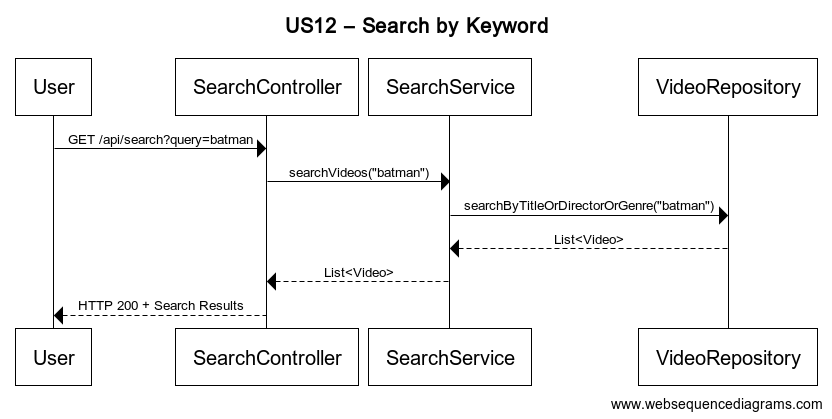 US12 – Search by Keyword
User
SearchController
SearchService
VideoRepository
GET /api/search?query=batman
searchVideos("batman")
searchByTitleOrDirectorOrGenre("batman")
List<Video>
List<Video>
HTTP 200 + Search Results
User
SearchController
SearchService
VideoRepository
www.websequencediagrams.com